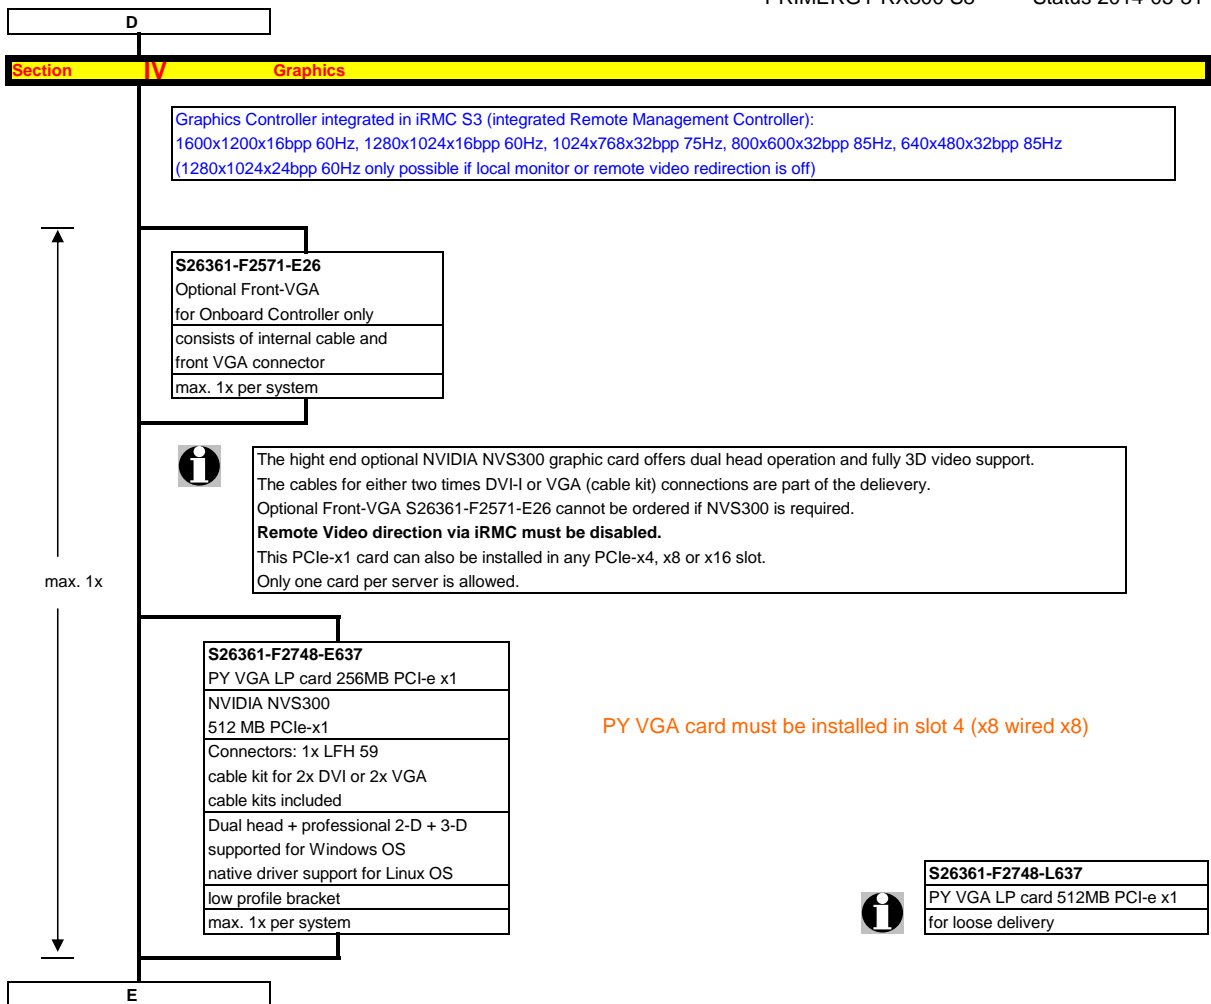 PRIMERGY RX300 S8 Status 2014-03-31
D
Section IV Graphics
Graphics Controller integrated in iRMC S3 (integrated Remote Management Controller):
1600x1200x16bpp 60Hz, 1280x1024x16bpp 60Hz, 1024x768x32bpp 75Hz, 800x600x32bpp 85Hz, 640x480x32bpp 85Hz
(1280x1024x24bpp 60Hz only possible if local monitor or remote video redirection is off)
S26361-F2571-E26
Optional Front-VGA
for Onboard Controller only
consists of internal cable and
front VGA connector
max. 1x per system
The hight end optional NVIDIA NVS300 graphic card offers dual head operation and fully 3D video support.
The cables for either two times DVI-I or VGA (cable kit) connections are part of the delievery.
Optional Front-VGA S26361-F2571-E26 cannot be ordered if NVS300 is required.
Remote Video direction via iRMC must be disabled.
This PCIe-x1 card can also be installed in any PCIe-x4, x8 or x16 slot.
Only one card per server is allowed.
max. 1x
S26361-F2748-E637
PY VGA LP card 256MB PCI-e x1
NVIDIA NVS300
512 MB PCIe-x1
Connectors: 1x LFH 59
cable kit for 2x DVI or 2x VGA
cable kits included
Dual head + professional 2-D + 3-D
supported for Windows OS
native driver support for Linux OS
low profile bracket
max. 1x per system
PY VGA card must be installed in slot 4 (x8 wired x8)
S26361-F2748-L637
PY VGA LP card 512MB PCI-e x1
for loose delivery
E